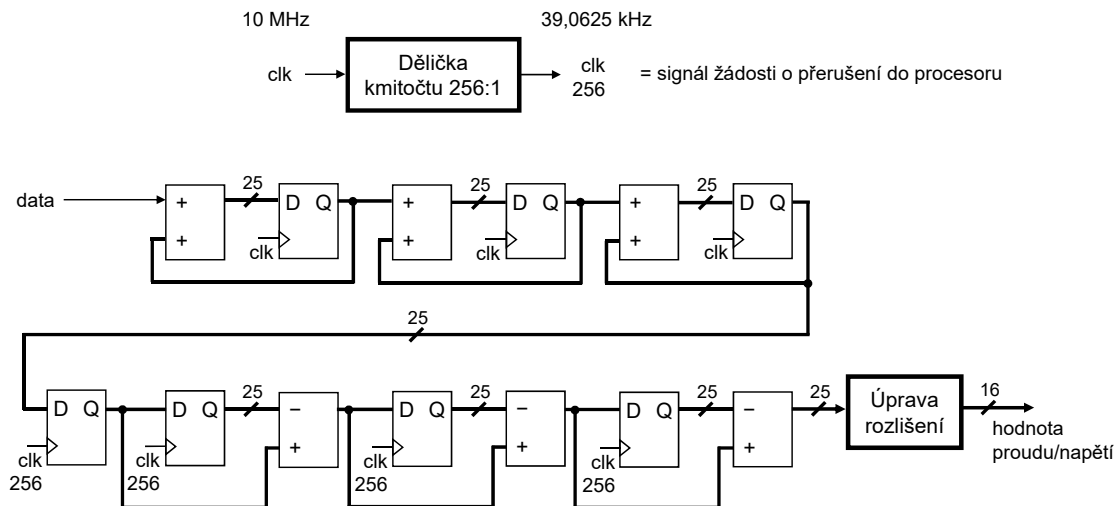 10 MHz
39,0625 kHz
clk
Dělička
kmitočtu 256:1
clk
256
= signál žádosti o přerušení do procesoru
data
+
+
25
D Q
clk
+
+
25
D Q
clk
+
+
25
D Q
clk
25
D Q
clk
256
D Q
clk
256
25
−
+
D Q
clk
256
25
−
+
D Q
clk
256
25
−
+
25
Úprava
rozlišení
16
hodnota
proudu/napětí